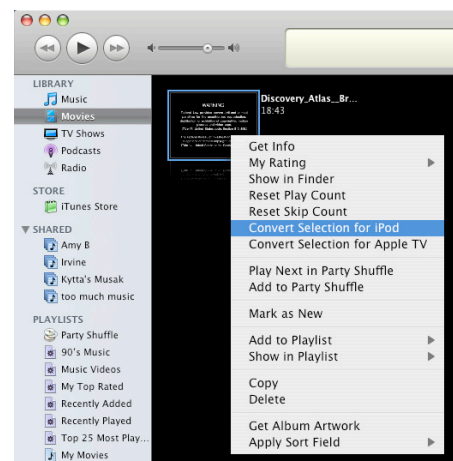 LIBRARY
Music
Movies
TV Shows
Podcasts
Radio
STORE
iTunes Store
SHARED
Amy B
Irvine
Kytta's Musak
too much music
PLAYLISTS
Party Shuffle
90's Music
Music Videos
My Top Rated
Recently Added
Recently Played
Top 25 Most Play...
My Movies
WARNING
Discovery_Atlas__Br...
18:43
Get Info
My Rating
Show in Finder
Reset Play Count
Reset Skip Count
Convert Selection for iPod
Convert Selection for Apple TV
Play Next in Party Shuffle
Add to Party Shuffle
Mark as New
Add to Playlist
Show in Playlist
Copy
Delete
Get Album Artwork
Apply Sort Field